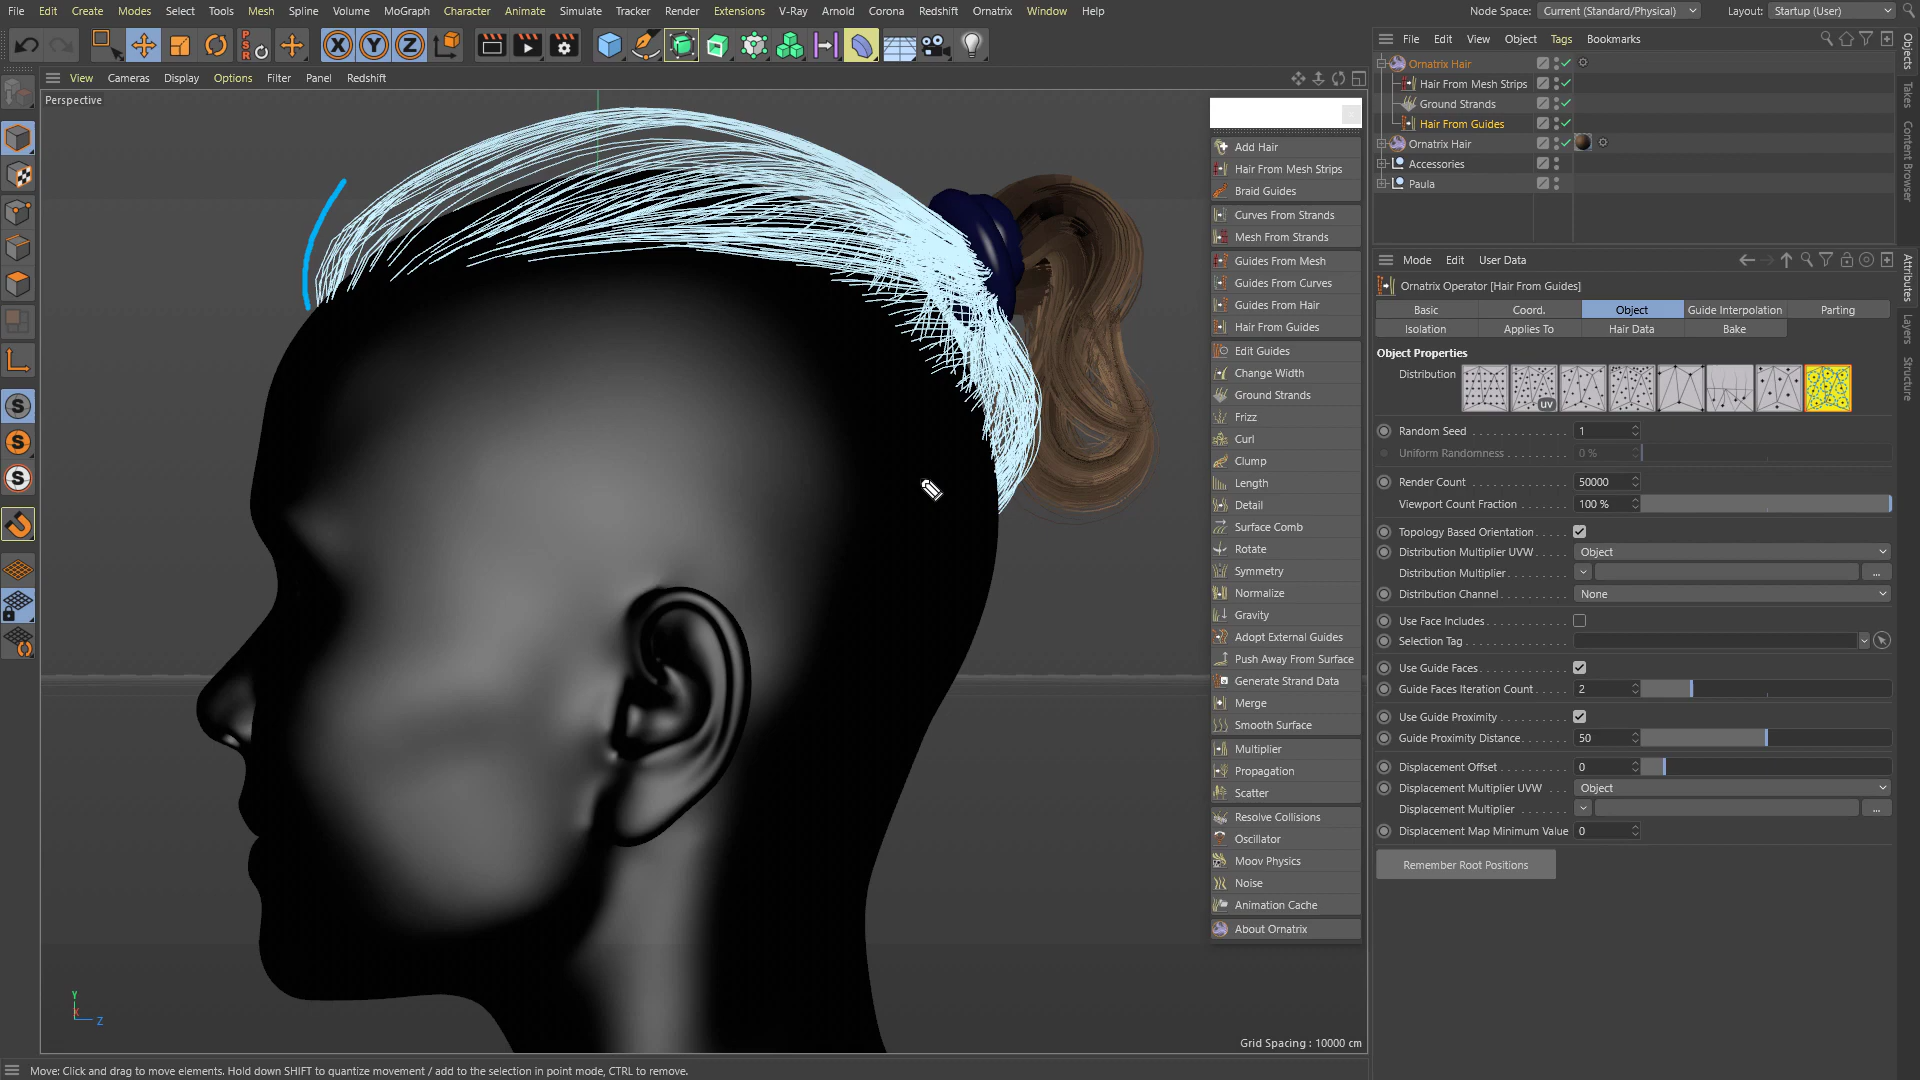 File Edit Create Modes Select Tools Mesh Spline Volume MoGraph Character Animate Simulate Tracker Render Extensions V-Ray Arnold Corona Redshift Ornatrix Window Help Node Space: Current (Standard/Physical) Layout: Startup (User)
PSR X Y Z
File Edit View Object Tags Bookmarks
View Cameras Display Options Filter Panel Redshift
Perspective
Ornatrix Hair
Hair From Mesh Strips
Ground Strands
Hair From Guides
Ornatrix Hair
Accessories
Paula
Objects
Takes
Content Browser
Attributes
Layers
Structure
S
S
S
Add Hair
Hair From Mesh Strips
Braid Guides
Curves From Strands
Mesh From Strands
Guides From Mesh
Guides From Curves
Guides From Hair
Hair From Guides
Edit Guides
Change Width
Ground Strands
Frizz
Curl
Clump
Length
Detail
Surface Comb
Rotate
Symmetry
Normalize
Gravity
Adopt External Guides
Push Away From Surface
Generate Strand Data
Merge
Smooth Surface
Multiplier
Propagation
Scatter
Resolve Collisions
Oscillator
Moov Physics
Noise
Animation Cache
About Ornatrix
Mode Edit User Data
Ornatrix Operator [Hair From Guides]
Basic Coord. Object Guide Interpolation Parting
Isolation Applies To Hair Data Bake
Object Properties
Distribution UV
Random Seed 1
Uniform Randomness 0 %
Render Count 50000
Viewport Count Fraction 100 %
Topology Based Orientation
Distribution Multiplier UVW Object
Distribution Multiplier ...
Distribution Channel None
Use Face Includes
Selection Tag
Use Guide Faces
Guide Faces Iteration Count 2
Use Guide Proximity
Guide Proximity Distance 50
Displacement Offset 0
Displacement Multiplier UVW Object
Displacement Multiplier ...
Displacement Map Minimum Value 0
Remember Root Positions
Y
X
Z
Grid Spacing : 10000 cm
Move: Click and drag to move elements. Hold down SHIFT to quantize movement / add to the selection in point mode, CTRL to remove.